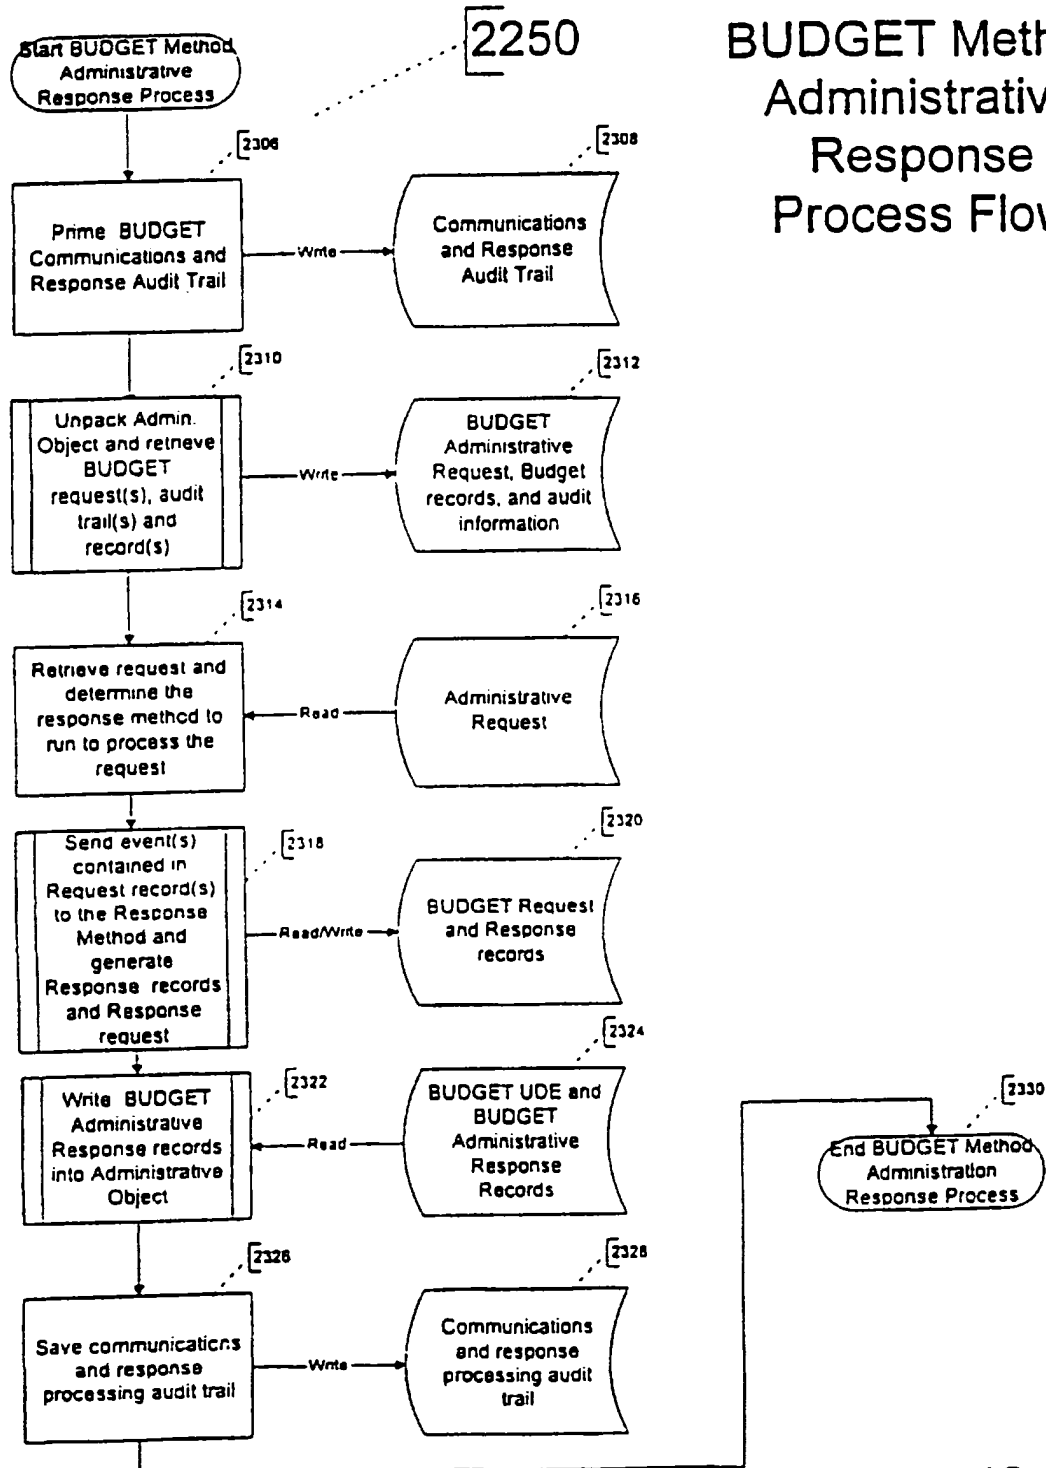 2250
BUDGET Meth
Administrativ
Response
Process Flow
Start BUDGET Method
Administrative
Response Process
2306
Prime BUDGET
Communications and
Response Audit Trail
Write
2308
Communications
and Response
Audit Trail
2310
Unpack Admin.
Object and retrieve
BUDGET
request(s), audit
trail(s) and
record(s)
Write
2312
BUDGET
Administrative
Request, Budget
records, and audit
information
2314
Retrieve request and
determine the
response method to
run to process the
request
Read
2316
Administrative
Request
2318
Send event(s)
contained in
Request record(s)
to the Response
Method and
generate
Response records
and Response
request
Read/Write
2320
BUDGET Request
and Response
records
2322
Write BUDGET
Administrative
Response records
into Administrative
Object
Read
2324
BUDGET UDE and
BUDGET
Administrative
Response
Records
2326
Save communications
and response
processing audit trail
Write
2328
Communications
and response
processing audit
trail
2330
End BUDGET Method
Administration
Response Process